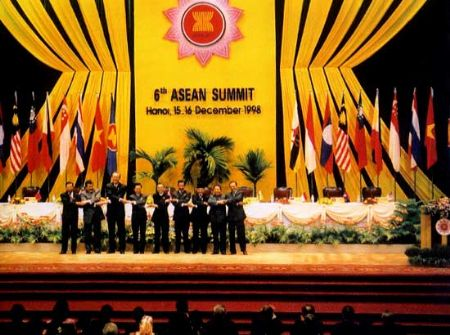 6th ASEAN SUMMIT
Hanoi, 15-16 December 1998